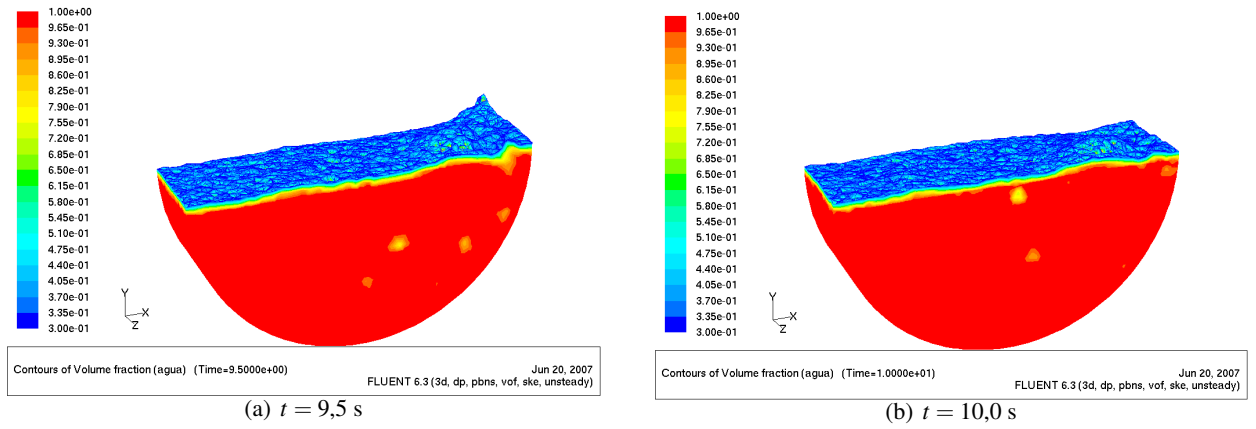 1.00e+00
9.65e-01
9.30e-01
8.95e-01
8.60e-01
8.25e-01
7.90e-01
7.55e-01
7.20e-01
6.85e-01
6.50e-01
6.15e-01
5.80e-01
5.45e-01
5.10e-01
4.75e-01
4.40e-01
4.05e-01
3.70e-01
3.35e-01
3.00e-01
Y
X
Z
Contours of Volume fraction (agua) (Time=9.5000e+00)
Jun 20, 2007
FLUENT 6.3 (3d, dp, pbns, vof, ske, unsteady)
(a) t = 9,5 s
1.00e+00
9.65e-01
9.30e-01
8.95e-01
8.60e-01
8.25e-01
7.90e-01
7.55e-01
7.20e-01
6.85e-01
6.50e-01
6.15e-01
5.80e-01
5.45e-01
5.10e-01
4.75e-01
4.40e-01
4.05e-01
3.70e-01
3.35e-01
3.00e-01
Y
X
Z
Contours of Volume fraction (agua) (Time=1.0000e+01)
Jun 20, 2007
FLUENT 6.3 (3d, dp, pbns, vof, ske, unsteady)
(b) t = 10,0 s